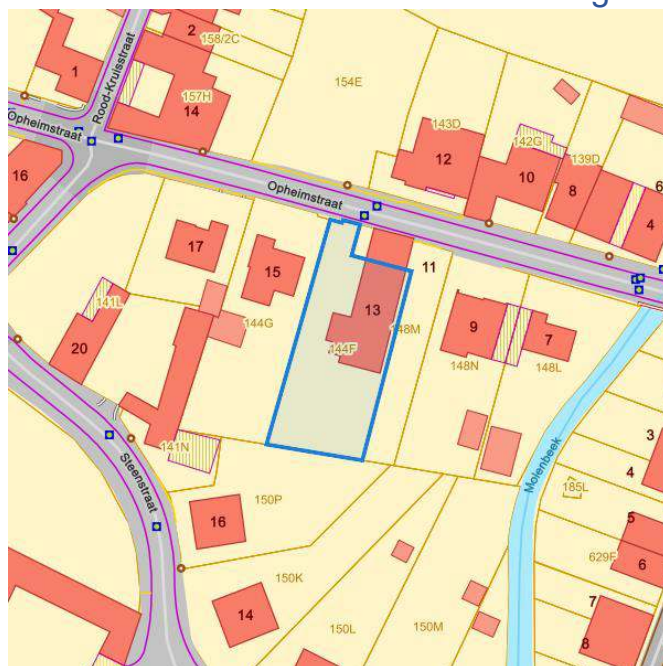 g
2
158/2C
1
Rood-Kruisstraat
157H
14
154E
Opheimstraat
143D
12
142G
10
139D
8
6
4
16
Opheimstraat
17
15
11
13
141L
144G
148M
9
7
20
144F
148N
148L
141N
Steenstraat
Molenbeek
3
4
185L
16
150P
5
629F
6
150K
14
7
150L
150M
8